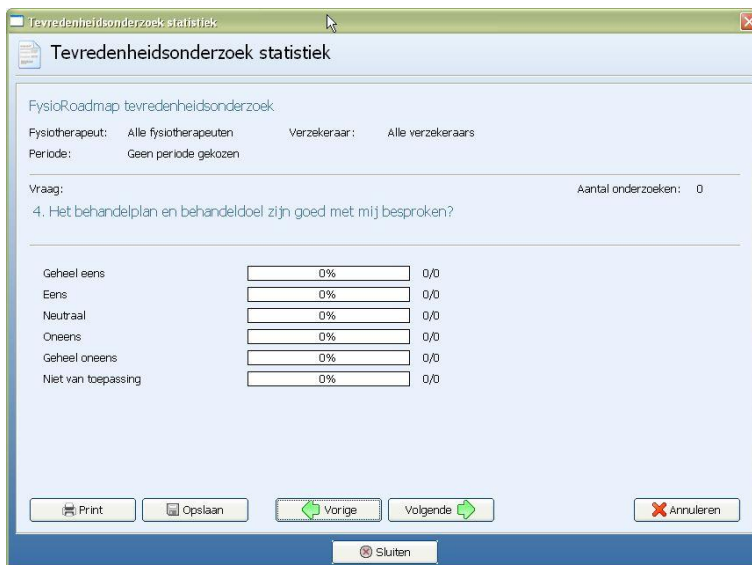 Tevredenheidsonderzoek statistiek
Tevredenheidsonderzoek statistiek
FysioRoadmap tevredenheidsonderzoek
Fysiotherapeut: Alle fysiotherapeuten Verzekeraar: Alle verzekeraars
Periode: Geen periode gekozen
Vraag: Aantal onderzoeken: 0
4. Het behandelplan en behandeldoel zijn goed met mij besproken?
Geheel eens 0% 0/0
Eens 0% 0/0
Neutraal 0% 0/0
Oneens 0% 0/0
Geheel oneens 0% 0/0
Niet van toepassing 0% 0/0
Print Opslaan Vorige Volgende Annuleren
Sluiten